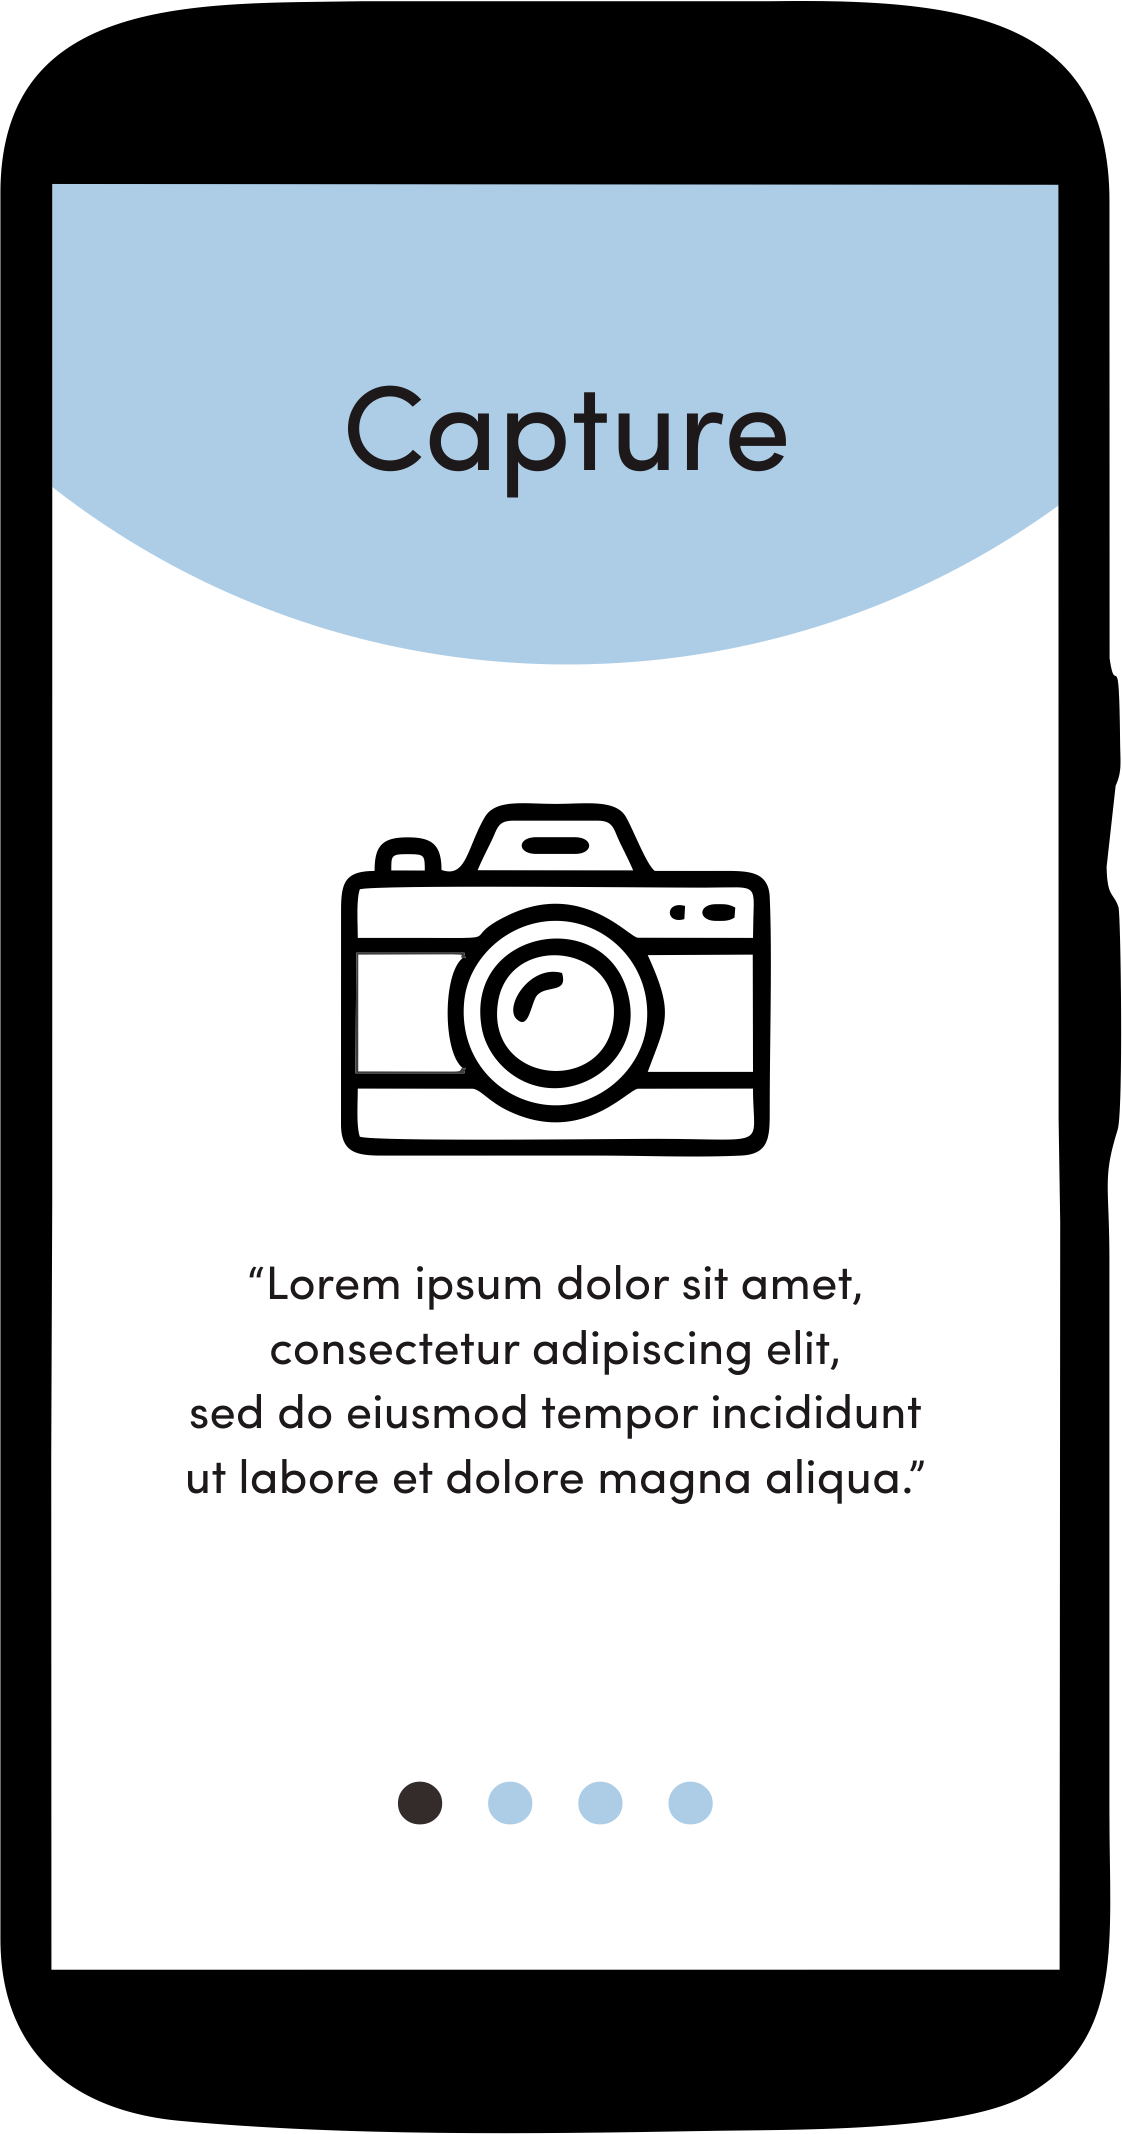 Capture
“Lorem ipsum dolor sit amet,
consectetur adipiscing elit,
sed do eiusmod tempor incididunt
ut labore et dolore magna aliqua.”